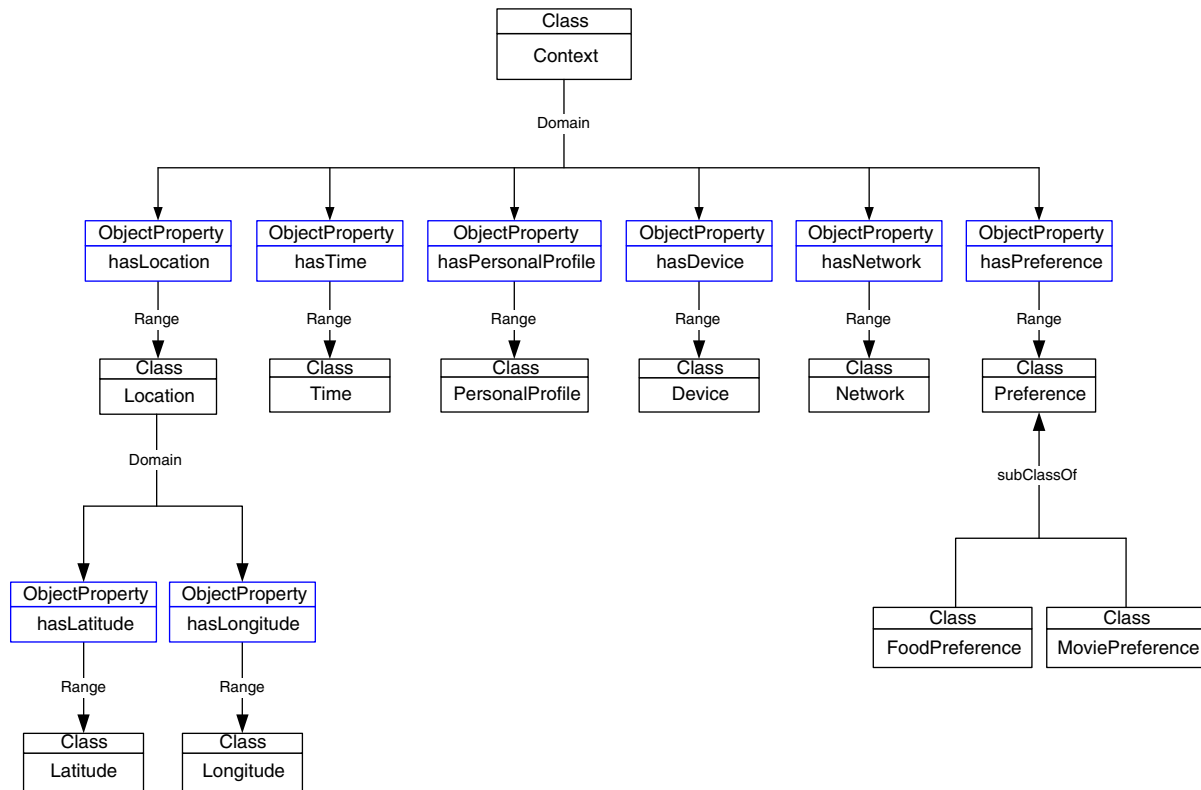 Class
Context
Domain
ObjectProperty ObjectProperty ObjectProperty ObjectProperty ObjectProperty ObjectProperty
hasLocation hasTime hasPersonalProfile hasDevice hasNetwork hasPreference
Range Range Range Range Range Range
Class Class Class Class Class Class
Location Time PersonalProfile Device Network Preference
Domain
subClassOf
ObjectProperty ObjectProperty
hasLatitude hasLongitude
Class Class
FoodPreference MoviePreference
Range Range
Class Class
Latitude Longitude